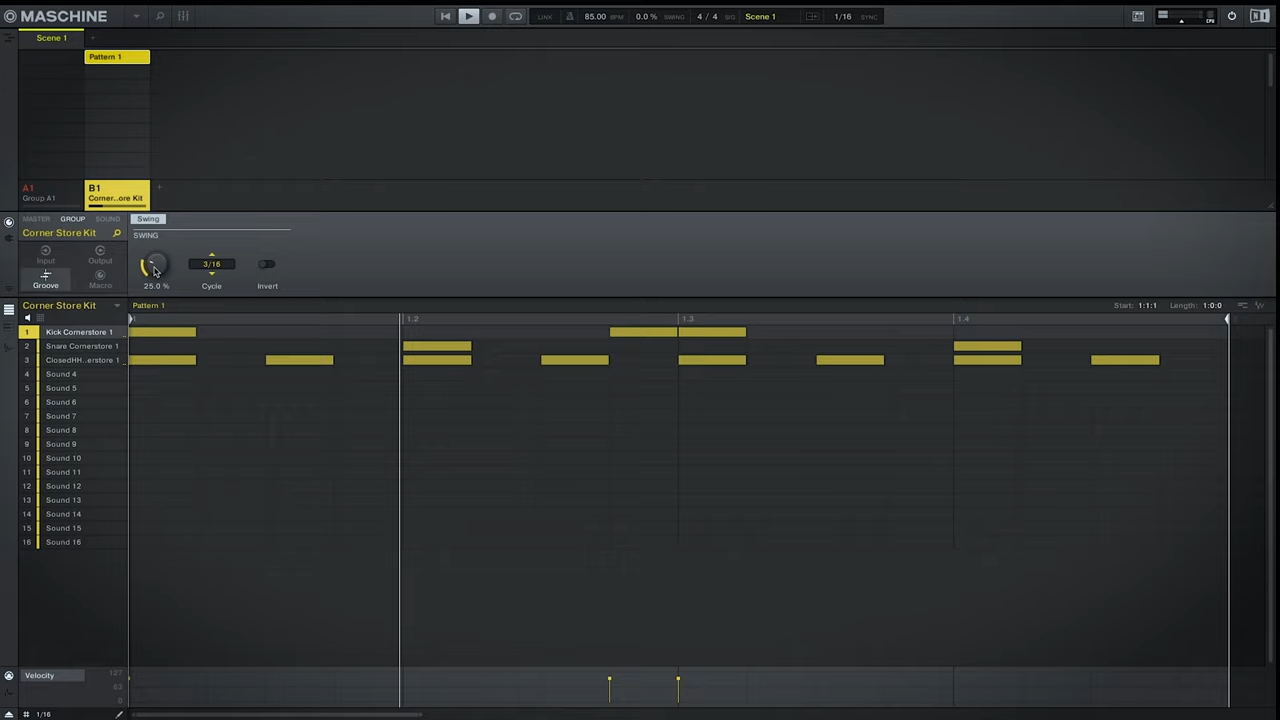 MASCHINE
LINK 85.00 BPM 0.0 % SWING 4 / 4 SIG Scene 1 1/16 SYNC
CPU
Scene 1 +
Pattern 1
A1
Group A1
B1
Corner..ore Kit
+
MASTER GROUP SOUND
Swing
Corner Store Kit
SWING
Input
Output
3/16
Groove
Macro
25.0 %
Cycle
Invert
Corner Store Kit
Pattern 1
Start: 1:1:1 Length: 1:0:0
1.2
1.3
1.4
1 Kick Cornerstore 1
2 Snare Cornerstore 1
3 ClosedHH..erstore 1
4 Sound 4
5 Sound 5
6 Sound 6
7 Sound 7
8 Sound 8
9 Sound 9
10 Sound 10
11 Sound 11
12 Sound 12
13 Sound 13
14 Sound 14
15 Sound 15
16 Sound 16
Velocity
127
63
0
1/16